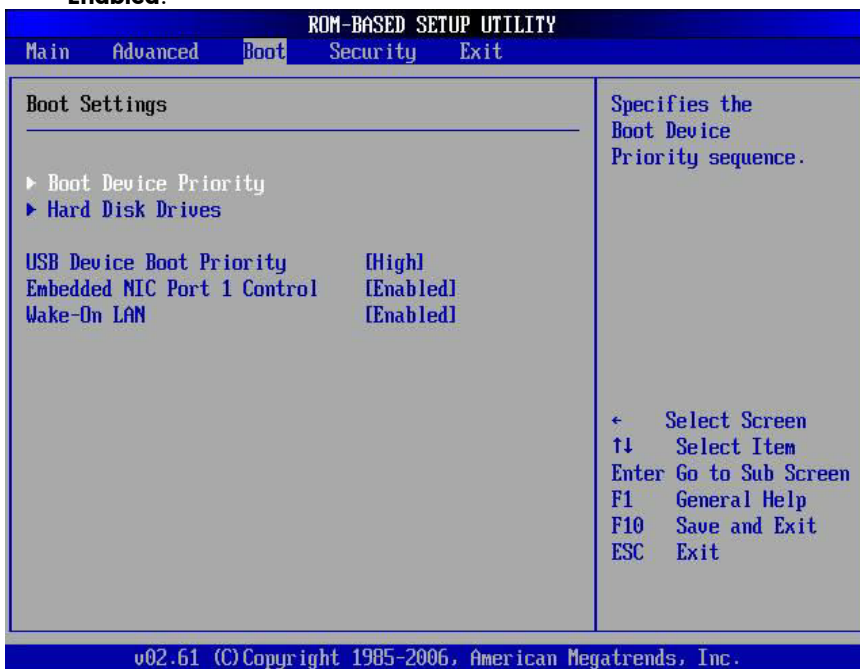 Enabled.
ROM-BASED SETUP UTILITY
Main Advanced Boot Security Exit
Boot Settings
▶ Boot Device Priority
▶ Hard Disk Drives
USB Device Boot Priority [High]
Embedded NIC Port 1 Control [Enabled]
Wake-On LAN [Enabled]
Specifies the
Boot Device
Priority sequence.
← Select Screen
↑↓ Select Item
Enter Go to Sub Screen
F1 General Help
F10 Save and Exit
ESC Exit
v02.61 (C)Copyright 1985-2006, American Megatrends, Inc.